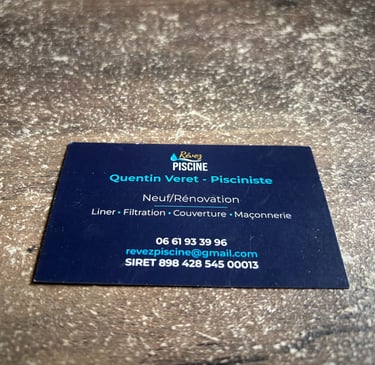 Rêvez
PISCINE
Quentin Veret - Pisciniste
Neuf/Rénovation
Liner • Filtration • Couverture • Maçonnerie
06 61 93 39 96
revezpiscine@gmail.com
SIRET 898 428 545 00013